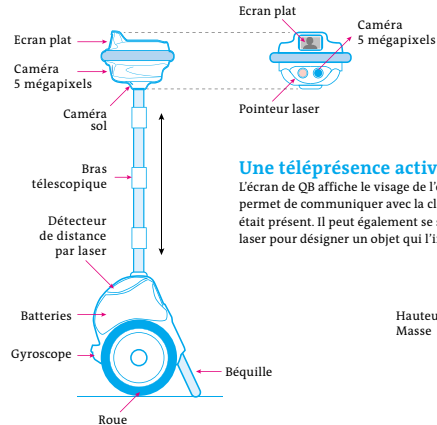 Ecran plat
Caméra
5 mégapixels
Caméra
sol
Bras
télescopique
Détecteur
de distance
par laser
Batteries
Gyroscope
Roue
Béquille
Ecran plat
Caméra
5 mégapixels
Pointeur laser
Une téléprésence activ
L'écran de QB affiche le visage de l'
permet de communiquer avec la cl
était présent. Il peut également se
laser pour désigner un objet qui l'i
Hauteu
Masse